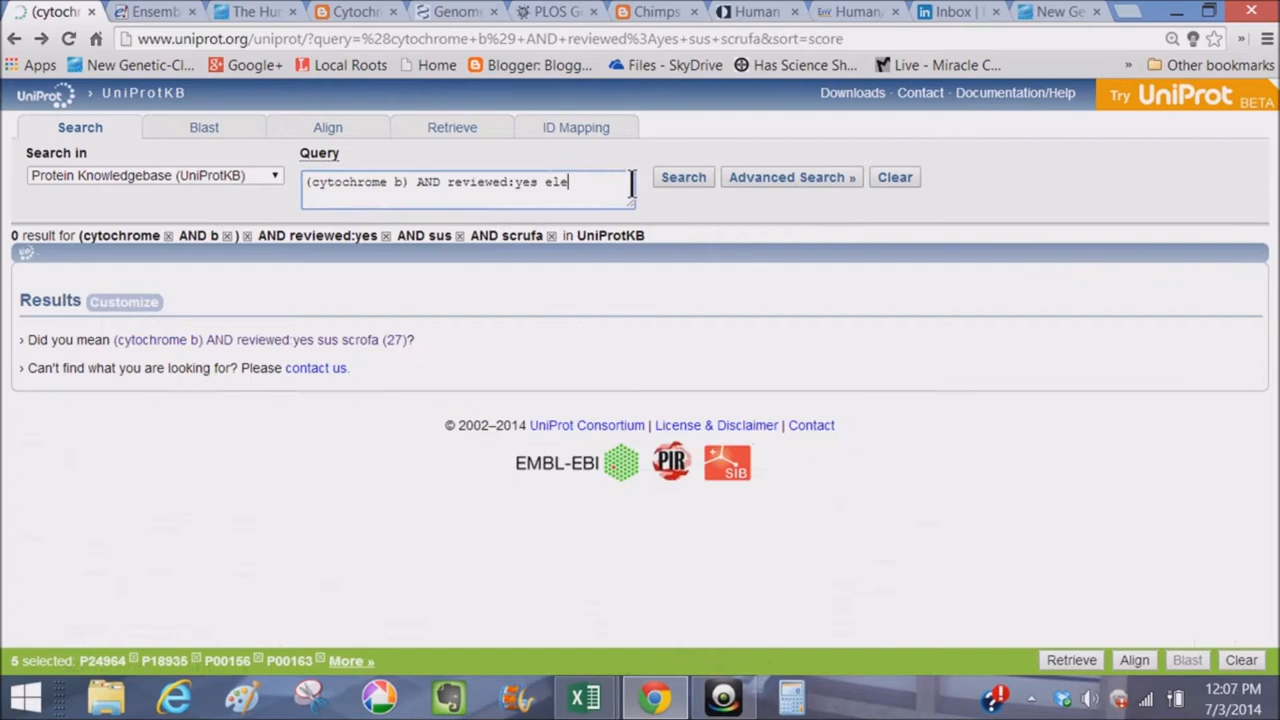 (cytochr
Ensemb
The Hur
Cytochr
Genome
PLOS G
Chimps
Human
Human/
Inbox |
New Ge
www.uniprot.org/uniprot/?query=%28cytochrome+b%29+AND+reviewed%3Ayes+sus+scrufa&sort=score
Apps
New Genetic-Cl...
Google+
Local Roots
Home
Blogger: Blogg...
Files - SkyDrive
Has Science Sh...
Live - Miracle C...
»
Other bookmarks
UniProt › UniProtKB
Downloads · Contact · Documentation/Help
Try UniProt BETA
Search
Blast
Align
Retrieve
ID Mapping
Search in
Query
Protein Knowledgebase (UniProtKB)
(cytochrome b) AND reviewed:yes ele
Search
Advanced Search »
Clear
0 result for (cytochrome AND b ) AND reviewed:yes AND sus AND scrufa in UniProtKB
Results Customize
› Did you mean (cytochrome b) AND reviewed:yes sus scrofa (27)?
› Can't find what you are looking for? Please contact us.
© 2002–2014 UniProt Consortium | License & Disclaimer | Contact
EMBL-EBI
PIR
SIB
5 selected: P24964 P18935 P00156 P00163 More »
Retrieve
Align
Blast
Clear
12:07 PM
7/3/2014